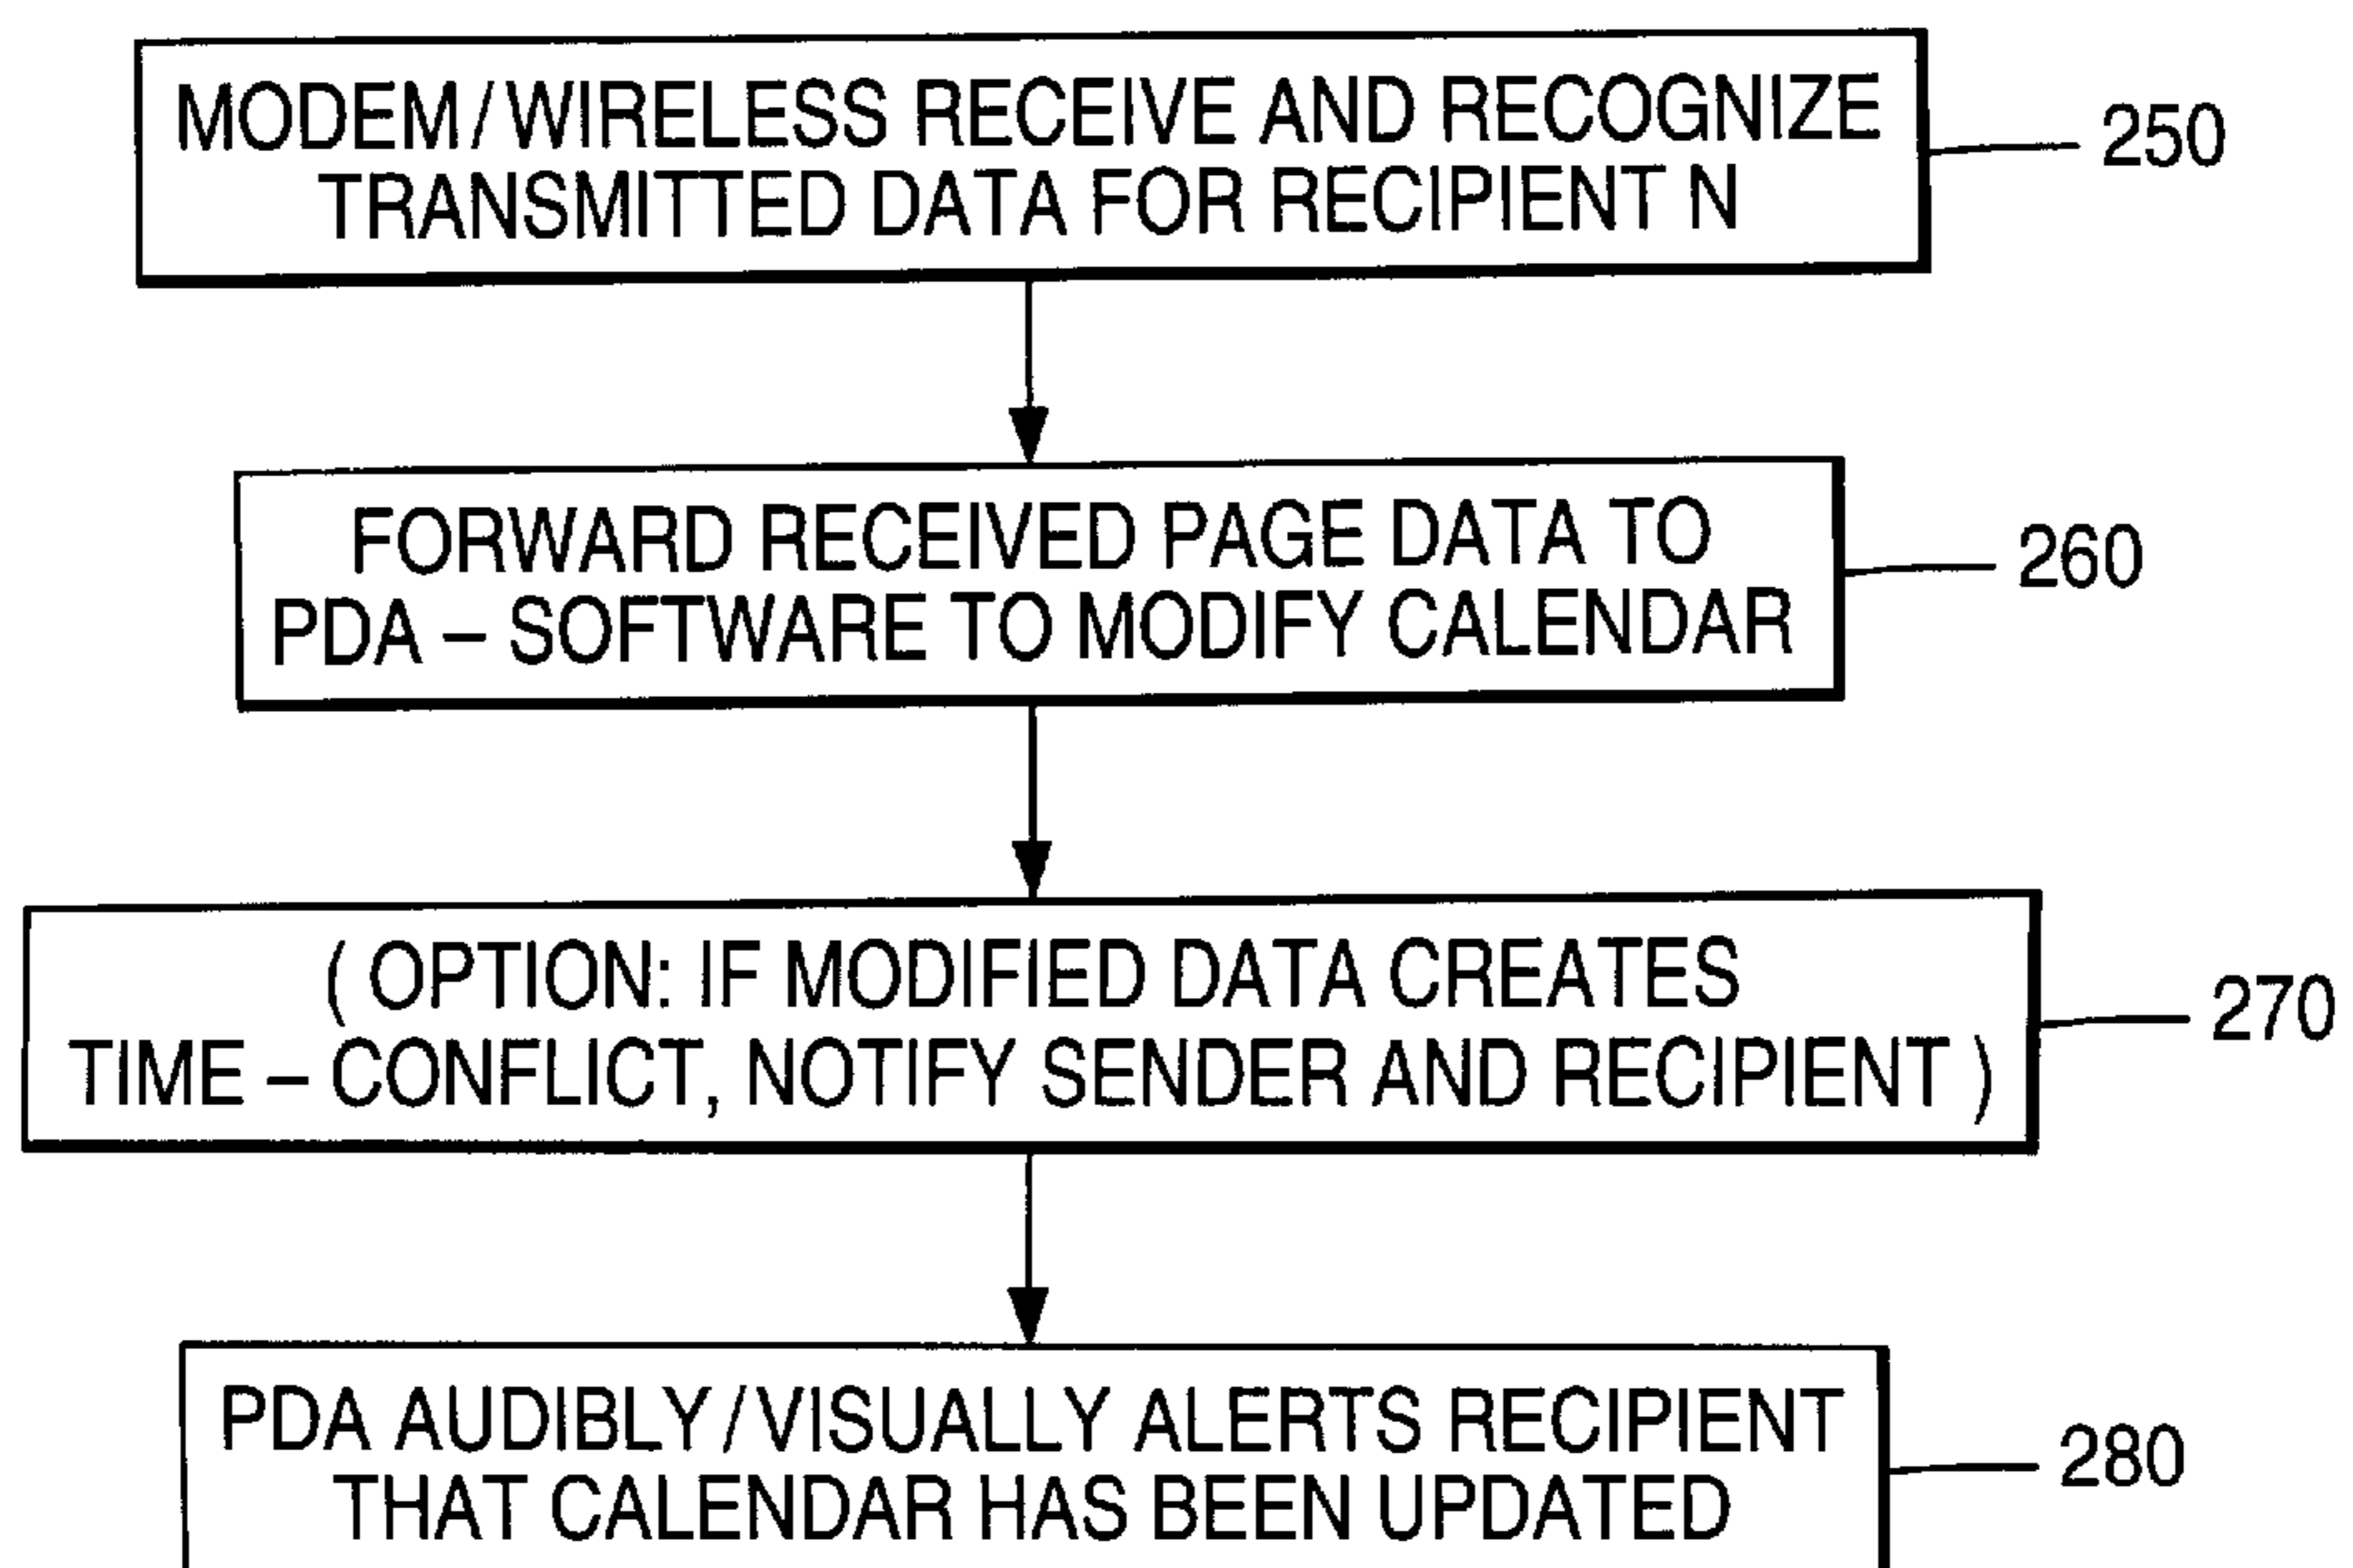 MODEM/WIRELESS RECEIVE AND RECOGNIZE
TRANSMITTED DATA FOR RECIPIENT N
250
FORWARD RECEIVED PAGE DATA TO
PDA – SOFTWARE TO MODIFY CALENDAR
260
( OPTION: IF MODIFIED DATA CREATES
TIME – CONFLICT, NOTIFY SENDER AND RECIPIENT )
270
PDA AUDIBLY/VISUALLY ALERTS RECIPIENT
THAT CALENDAR HAS BEEN UPDATED
280